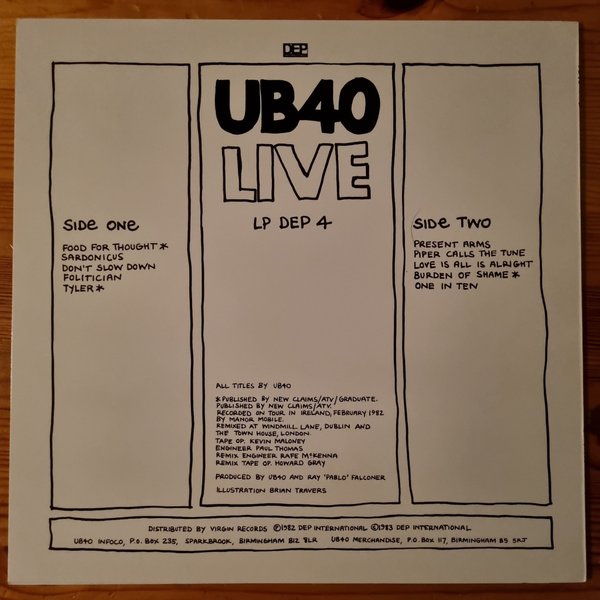 DEP
UB40
LIVE
LP DEP 4
SIDE ONE
FOOD FOR THOUGHT *
SARDONICUS
DON'T SLOW DOWN
FOLITICIAN
TYLER *
SIDE TWO
PRESENT ARMS
PIPER CALLS THE TUNE
LOVE IS ALL IS ALRIGHT
BURDEN OF SHAME *
ONE IN TEN
ALL TITLES BY UB40
* PUBLISHED BY NEW CLAIMS/ATV/GRADUATE.
PUBLISHED BY NEW CLAIMS/ATV
RECORDED ON TOUR IN IRELAND, FEBRUARY 1982
BY MANOR MOBILE.
REMIXED AT WINDMILL LANE, DUBLIN AND
THE TOWN HOUSE, LONDON.
TAPE OP. KEVIN MALONEY
ENGINEER PAUL THOMAS
REMIX ENGINEER RAFE McKENNA
REMIX TAPE OP. HOWARD GRAY
PRODUCED BY UB40 AND RAY 'PABLO' FALCONER
ILLUSTRATION BRIAN TRAVERS
DISTRIBUTED BY VIRGIN RECORDS ©1982 DEP INTERNATIONAL ©1983 DEP INTERNATIONAL
UB40 INFOLO, P.O. BOX 235, SPARKBROOK, BIRMINGHAM B12 8LR UB40 MERCHANDISE, P.O. BOX 117, BIRMINGHAM B5 5RJ